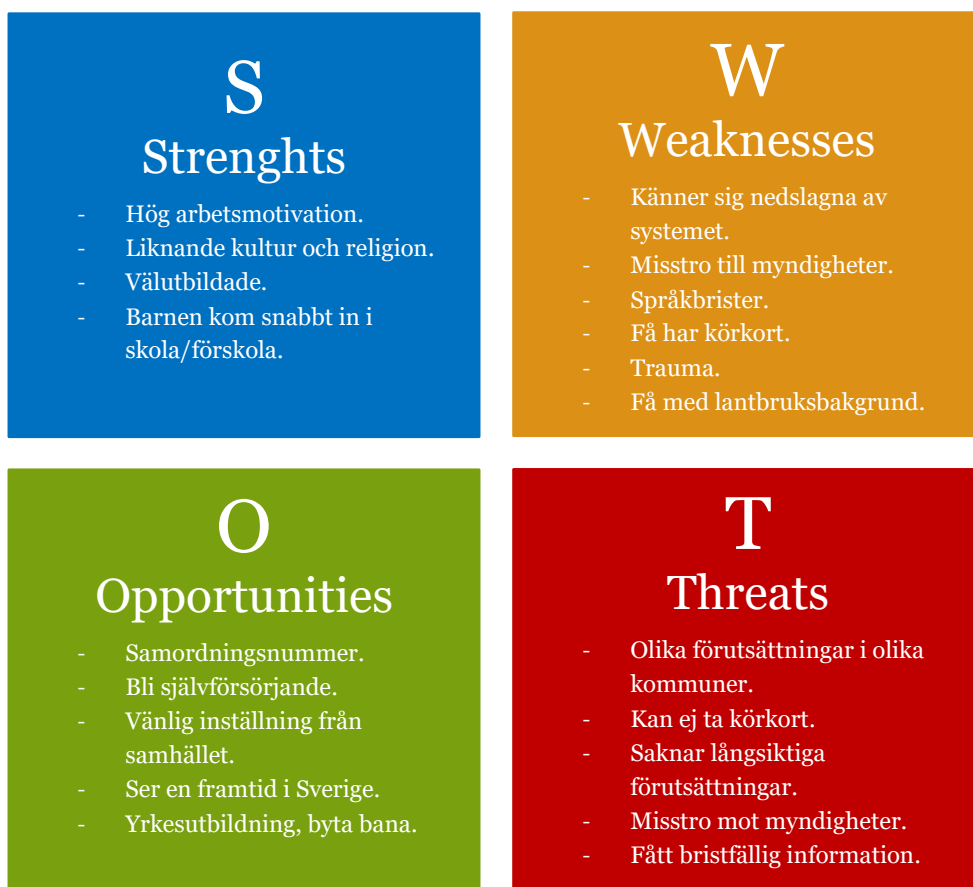 S
Strenghts
- Hög arbetsmotivation.
- Liknande kultur och religion.
- Välutbildade.
- Barnen kom snabbt in i
skola/förskola.
W
Weaknesses
- Känner sig nedslagna av
systemet.
- Misstro till myndigheter.
- Språkbrister.
- Få har körkort.
- Trauma.
- Få med lantbruksbakgrund.
O
Opportunities
- Samordningsnummer.
- Bli självförsörjande.
- Vänlig inställning från
samhället.
- Ser en framtid i Sverige.
- Yrkesutbildning, byta bana.
T
Threats
- Olika förutsättningar i olika
kommuner.
- Kan ej ta körkort.
- Saknar långsiktiga
förutsättningar.
- Misstro mot myndigheter.
- Fått bristfällig information.